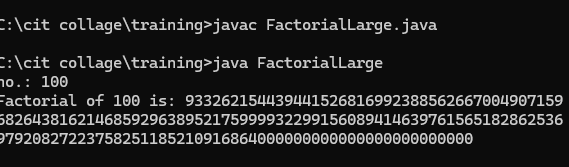 C:\cit collage\training>javac FactorialLarge.java
C:\cit collage\training>java FactorialLarge
no.: 100
Factorial of 100 is: 933262154439441526816992388562667004907159
682643816214685929638952175999932299156089414639761565182862536
97920827223758251185210916864000000000000000000000000